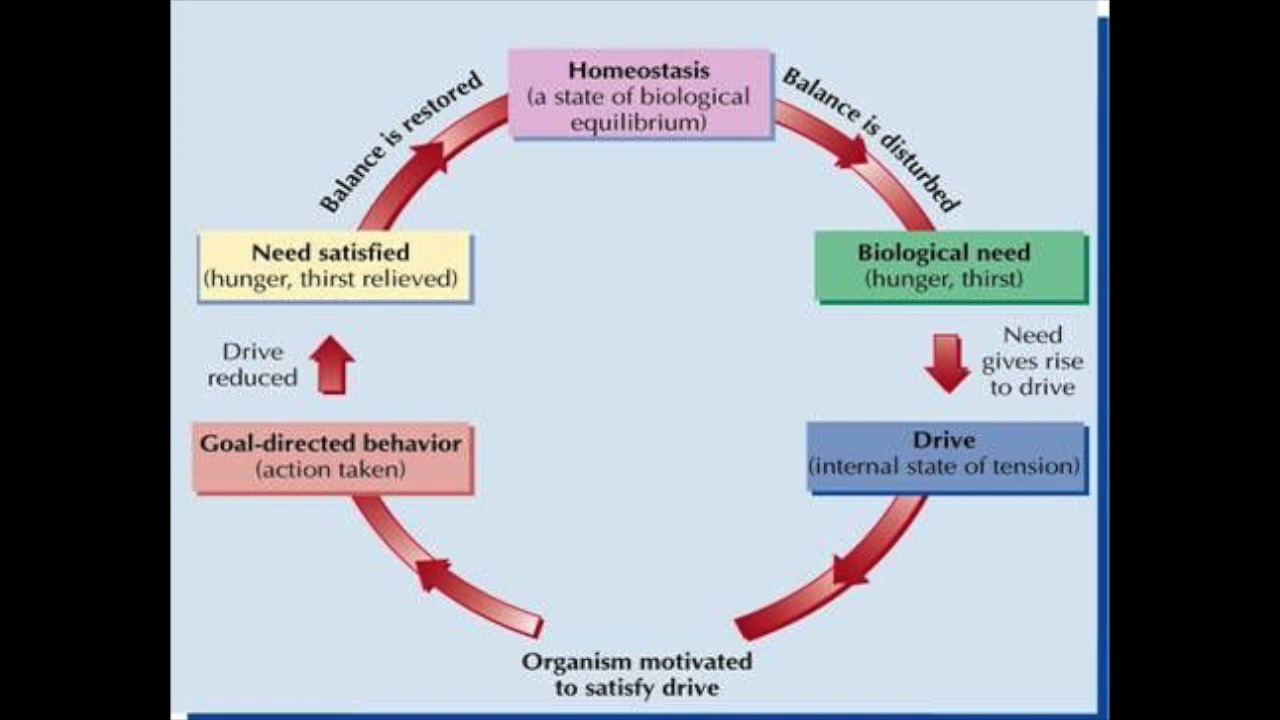 Homeostasis
(a state of biological
equilibrium)
Balance is disturbed
Biological need
(hunger, thirst)
Need
gives rise
to drive
Drive
(internal state of tension)
Organism motivated
to satisfy drive
Goal-directed behavior
(action taken)
Drive
reduced
Need satisfied
(hunger, thirst relieved)
Balance is restored